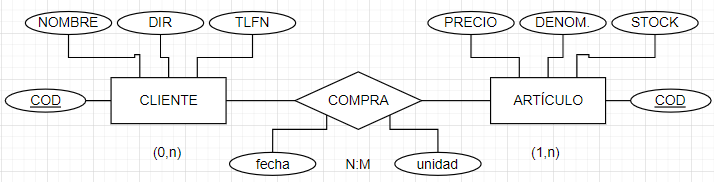 NOMBRE DIR TLFN PRECIO DENOM. STOCK
COD CLIENTE COMPRA ARTÍCULO COD
(0,n) (1,n)
fecha N:M unidad